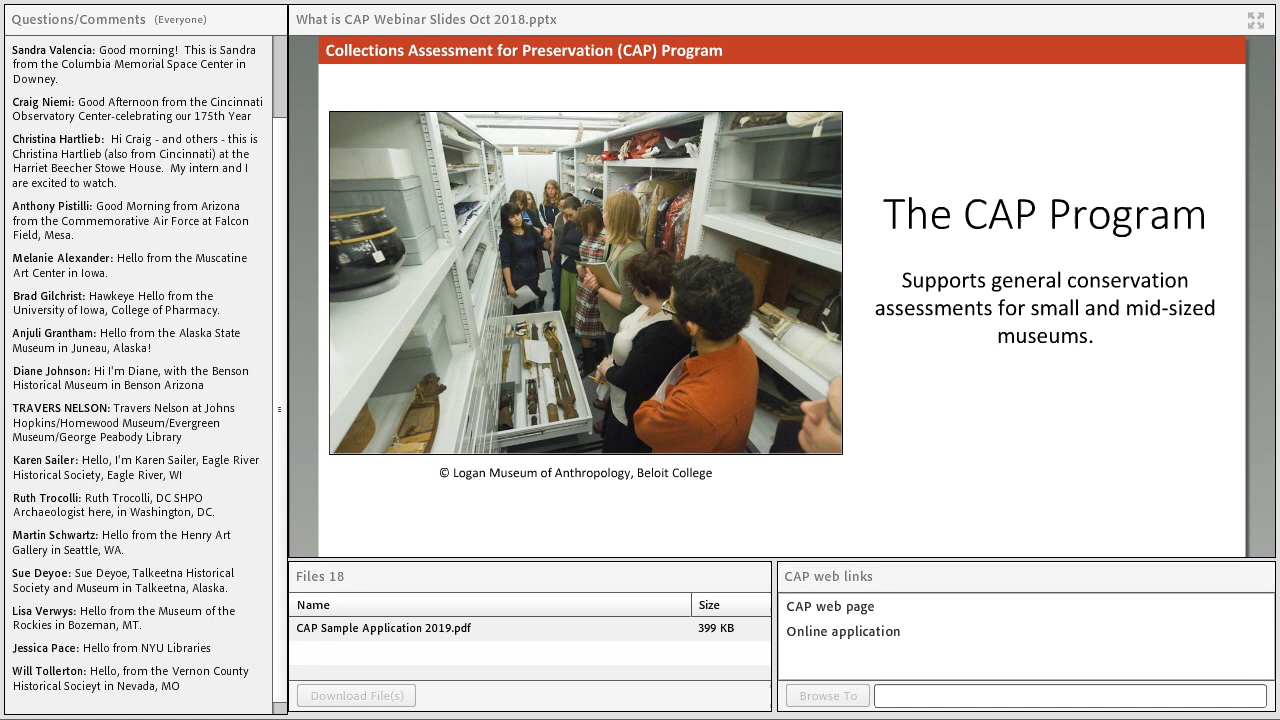 Questions/Comments (Everyone)
Sandra Valencia: Good morning! This is Sandra
from the Columbia Memorial Space Center in
Downey.
Craig Niemi: Good Afternoon from the Cincinnati
Observatory Center-celebrating our 175th Year
Christina Hartlieb: Hi Craig - and others - this is
Christina Hartlieb (also from Cincinnati) at the
Harriet Beecher Stowe House. My intern and I
are excited to watch.
Anthony Pistilli: Good Morning from Arizona
from the Commemorative Air Force at Falcon
Field, Mesa.
Melanie Alexander: Hello from the Muscatine
Art Center in Iowa.
Brad Gilchrist: Hawkeye Hello from the
University of Iowa, College of Pharmacy.
Anjuli Grantham: Hello from the Alaska State
Museum in Juneau, Alaska!
Diane Johnson: Hi I'm Diane, with the Benson
Historical Museum in Benson Arizona
TRAVERS NELSON: Travers Nelson at Johns
Hopkins/Homewood Museum/Evergreen
Museum/George Peabody Library
Karen Sailer: Hello, I'm Karen Sailer, Eagle River
Historical Society, Eagle River, WI
Ruth Trocolli: Ruth Trocolli, DC SHPO
Archaeologist here, in Washington, DC.
Martin Schwartz: Hello from the Henry Art
Gallery in Seattle, WA.
Sue Deyoe: Sue Deyoe, Talkeetna Historical
Society and Museum in Talkeetna, Alaska.
Lisa Verwys: Hello from the Museum of the
Rockies in Bozeman, MT.
Jessica Pace: Hello from NYU Libraries
Will Tollerton: Hello, from the Vernon County
Historical Socieyt in Nevada, MO
What is CAP Webinar Slides Oct 2018.pptx
Collections Assessment for Preservation (CAP) Program
The CAP Program
Supports general conservation
assessments for small and mid-sized
museums.
© Logan Museum of Anthropology, Beloit College
Files 18
Name Size
CAP Sample Application 2019.pdf 399 KB
Download File(s)
CAP web links
CAP web page
Online application
Browse To